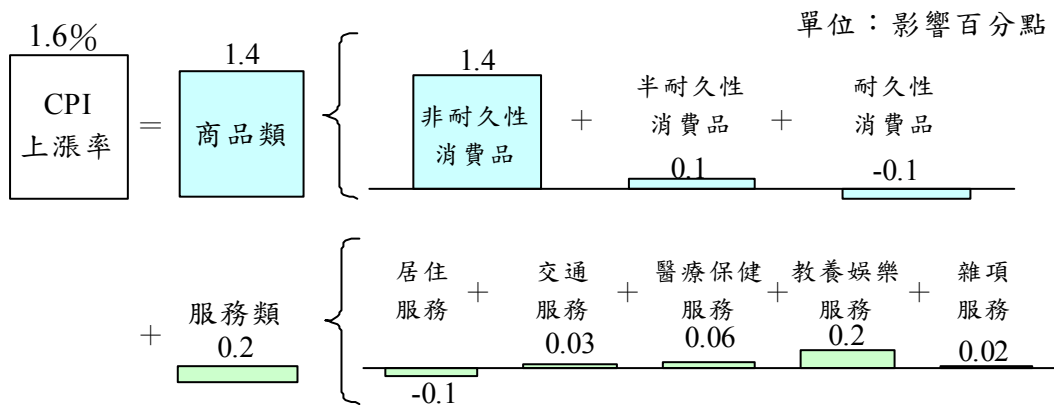 單位：影響百分點
1.6%
CPI
上漲率
=
1.4
商品類
1.4
非耐久性
消費品
+
半耐久性
消費品
0.1
+
耐久性
消費品
-0.1
+
服務類
0.2
居住
服務
-0.1
+
交通
服務
0.03
+
醫療保健
服務
0.06
+
教養娛樂
服務
0.2
+
雜項
服務
0.02